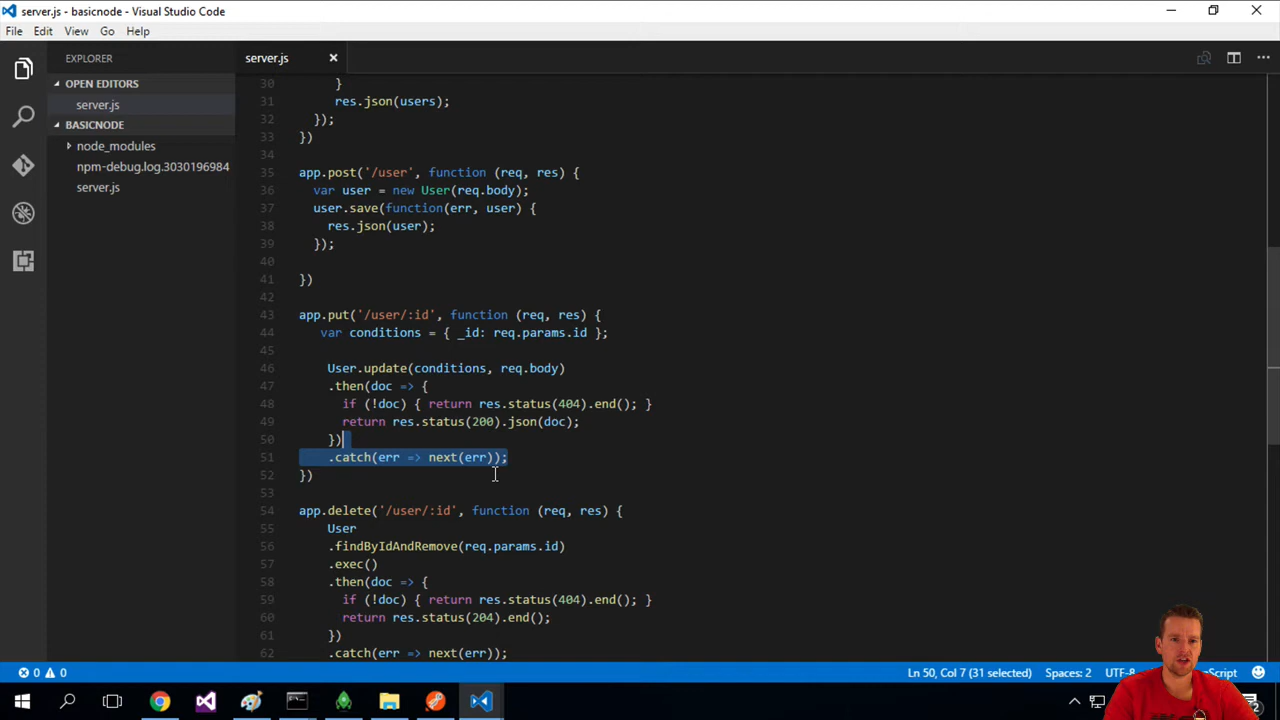 server.js - basicnode - Visual Studio Code
File Edit View Go Help
EXPLORER
OPEN EDITORS
server.js
BASICNODE
node_modules
npm-debug.log.3030196984
server.js
server.js
30 }
31 res.json(users);
32 });
33 })
34
35 app.post('/user', function (req, res) {
36 var user = new User(req.body);
37 user.save(function(err, user) {
38 res.json(user);
39 });
40
41 })
42
43 app.put('/user/:id', function (req, res) {
44 var conditions = { _id: req.params.id };
45
46 User.update(conditions, req.body)
47 .then(doc => {
48 if (!doc) { return res.status(404).end(); }
49 return res.status(200).json(doc);
50 })
51 .catch(err => next(err));
52 })
53
54 app.delete('/user/:id', function (req, res) {
55 User
56 .findByIdAndRemove(req.params.id)
57 .exec()
58 .then(doc => {
59 if (!doc) { return res.status(404).end(); }
60 return res.status(204).end();
61 })
62 .catch(err => next(err));
0 0 Ln 50, Col 7 (31 selected) Spaces: 2 UTF-8